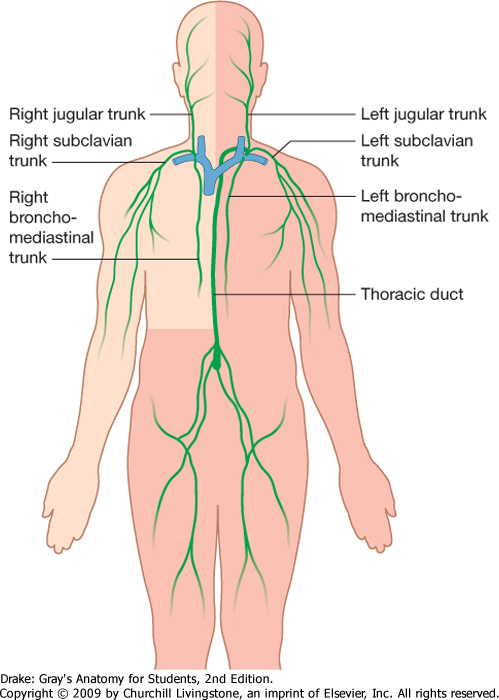 Right jugular trunk
Left jugular trunk
Right subclavian
trunk
Left subclavian
trunk
Right
broncho-
mediastinal
trunk
Left broncho-
mediastinal trunk
Thoracic duct
Drake: Gray's Anatomy for Students, 2nd Edition.
Copyright © 2009 by Churchill Livingstone, an imprint of Elsevier, Inc. All rights reserved.